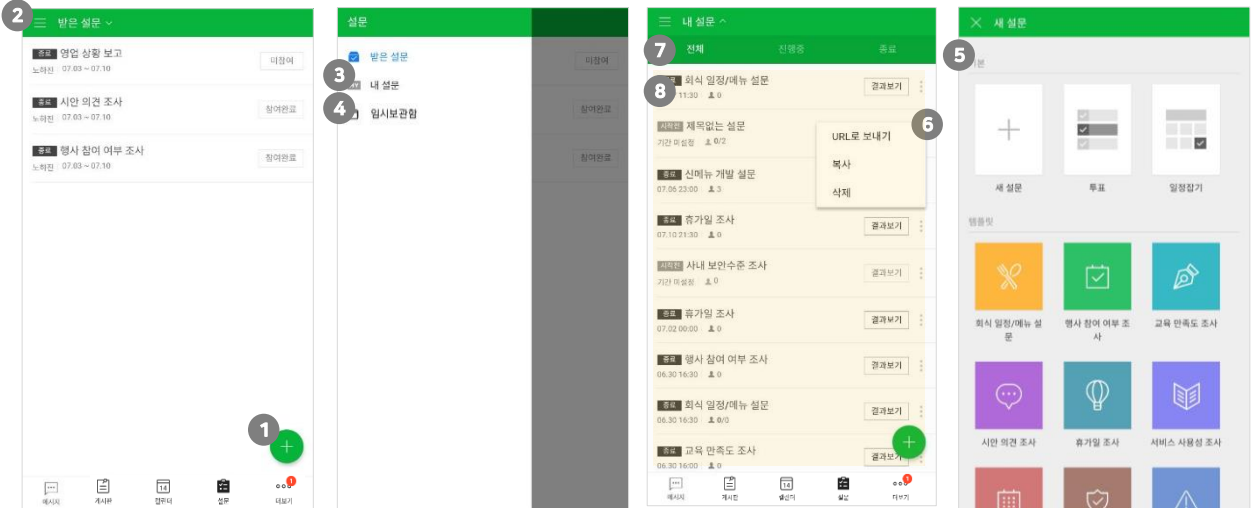 2
받은 설문
종료 영업 상황 보고
노하진 07.03 ~ 07.10
미참여
종료 시안 의견 조사
노하진 07.03 ~ 07.10
참여완료
종료 행사 참여 여부 조사
노하진 07.03 ~ 07.10
참여완료
1
메시지
게시판
14
캘린더
설문
1
더보기
설문
받은 설문
미참여
3
내 설문
4
임시보관함
참여완료
참여완료
내 설문
7
전체
진행중
종료
회식 일정/메뉴 설문
8
11:30 0
결과보기
6
시작전 제목없는 설문
기간 미설정 0/2
URL로 보내기
복사
삭제
종료 신메뉴 개발 설문
07.06 23:00 3
종료 휴가일 조사
07.10 21:30 0
결과보기
시작전 사내 보안수준 조사
기간 미설정 0
결과보기
종료 휴가일 조사
07.02 00:00 0
결과보기
종료 행사 참여 여부 조사
06.30 16:30 0
결과보기
종료 회식 일정/메뉴 설문
06.30 16:30 0/0
결과보기
종료 교육 만족도 조사
06.30 16:00 0
메시지
게시판
14
캘린더
설문
1
더보기
새 설문
5
새 설문
투표
일정잡기
템플릿
회식 일정/메뉴 설
문
행사 참여 여부 조
사
교육 만족도 조사
시안 의견 조사
휴가일 조사
서비스 사용성 조사